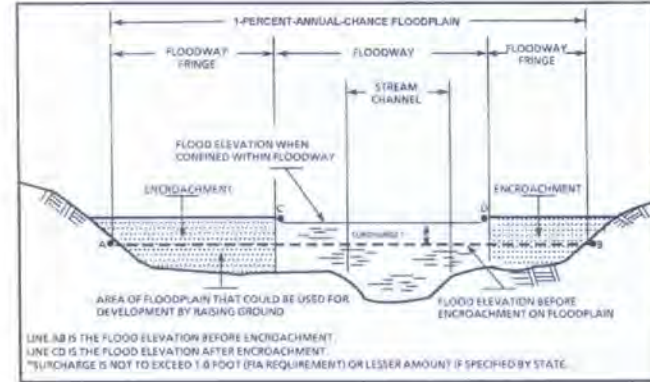 1-PERCENT-ANNUAL-CHANCE FLOODPLAIN
FLOODWAY FRINGE
FLOODWAY
FLOODWAY FRINGE
STREAM CHANNEL
FLOOD ELEVATION WHEN
CONFINED WITHIN FLOODWAY
ENCROACHMENT
C
D
ENCROACHMENT
SURCHARGE *
A
B
AREA OF FLOODPLAIN THAT COULD BE USED FOR
DEVELOPMENT BY RAISING GROUND
FLOOD ELEVATION BEFORE
ENCROACHMENT ON FLOODPLAIN
LINE AB IS THE FLOOD ELEVATION BEFORE ENCROACHMENT.
LINE CD IS THE FLOOD ELEVATION AFTER ENCROACHMENT.
*SURCHARGE IS NOT TO EXCEED 1.0 FOOT (FIA REQUIREMENT) OR LESSER AMOUNT IF SPECIFIED BY STATE.